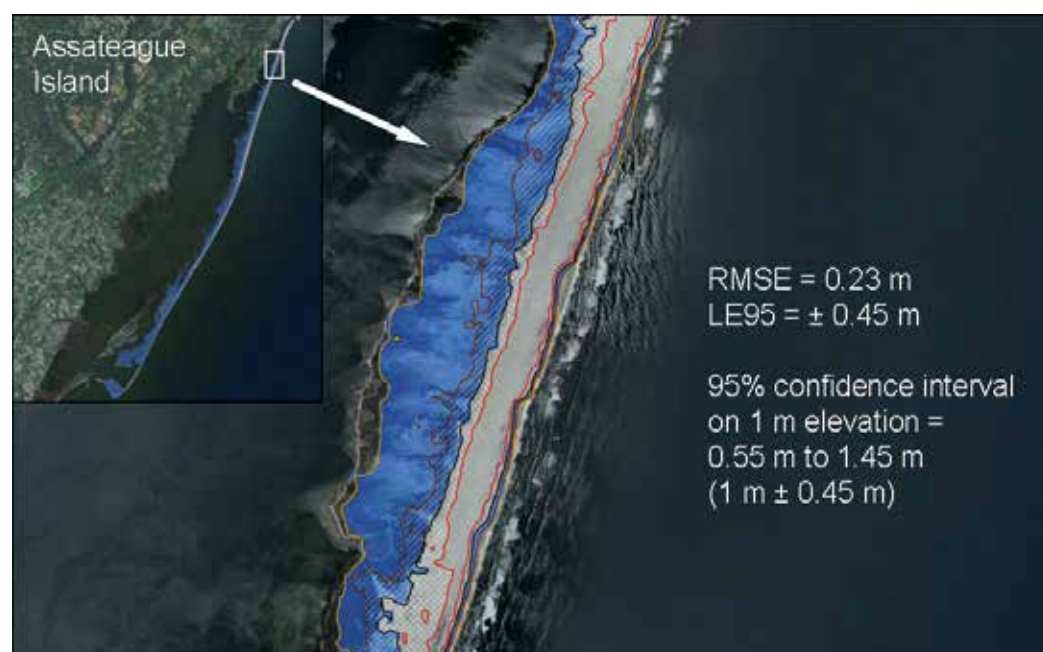 Assateague
Island
RMSE = 0.23 m
LE95 = ± 0.45 m
95% confidence interval
on 1 m elevation =
0.55 m to 1.45 m
(1 m ± 0.45 m)